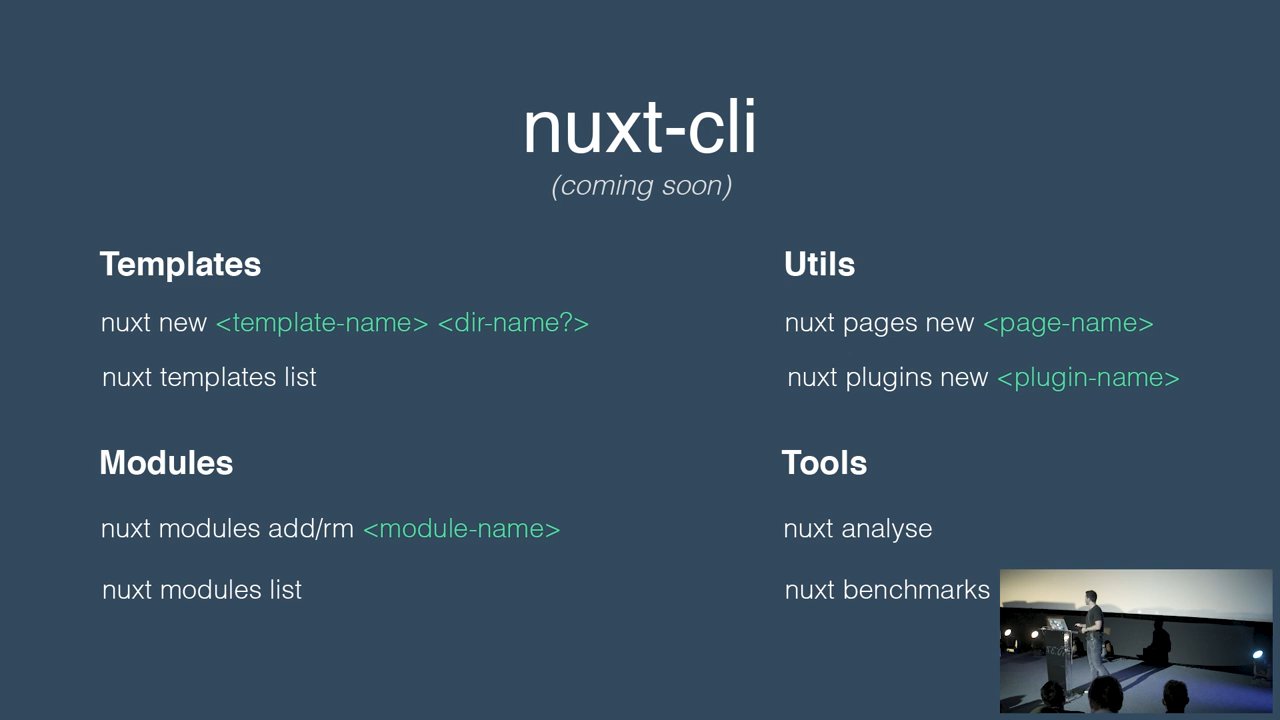 nuxt-cli
(coming soon)
Templates
nuxt new <template-name> <dir-name?>
nuxt templates list
Utils
nuxt pages new <page-name>
nuxt plugins new <plugin-name>
Modules
nuxt modules add/rm <module-name>
nuxt modules list
Tools
nuxt analyse
nuxt benchmarks